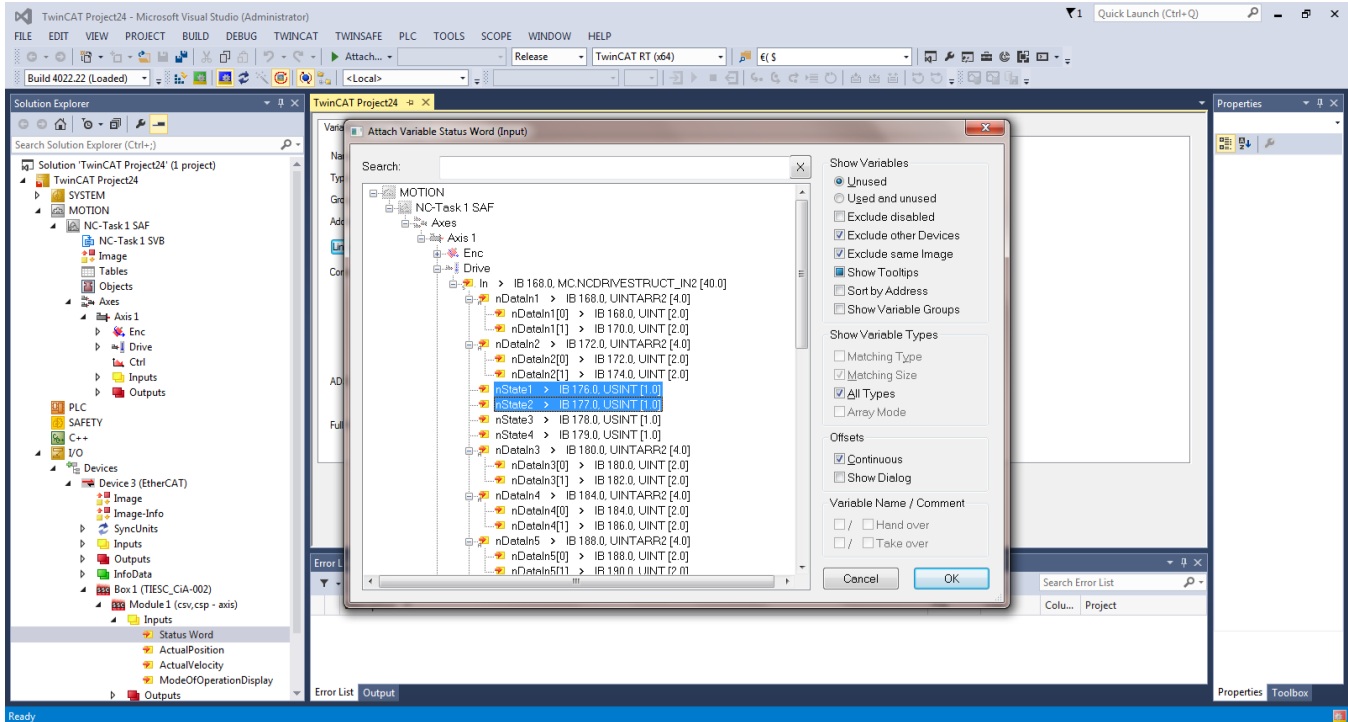 TwinCAT Project24 - Microsoft Visual Studio (Administrator)
1
Quick Launch (Ctrl+Q)
FILE EDIT VIEW PROJECT BUILD DEBUG TWINCAT TWINSAFE PLC TOOLS SCOPE WINDOW HELP
Attach... Release TwinCAT RT (x64) €($
Build 4022.22 (Loaded) <Local>
Solution Explorer
Search Solution Explorer (Ctrl+;)
Solution 'TwinCAT Project24' (1 project)
TwinCAT Project24
SYSTEM
MOTION
NC-Task 1 SAF
NC-Task 1 SVB
Image
Tables
Objects
Axes
Axis 1
Enc
Drive
Ctrl
Inputs
Outputs
PLC
SAFETY
C++
I/O
Devices
Device 3 (EtherCAT)
Image
Image-Info
SyncUnits
Inputs
Outputs
InfoData
Box 1 (TIESC_CiA-002)
Module 1 (csv,csp - axis)
Inputs
Status Word
ActualPosition
ActualVelocity
ModeOfOperationDisplay
Outputs
TwinCAT Project24
Attach Variable Status Word (Input)
Search:
MOTION
NC-Task 1 SAF
Axes
Axis 1
Enc
Drive
In > IB 168.0, MC.NCDRIVESTRUCT_IN2 [40.0]
nDataIn1 > IB 168.0, UINTARR2 [4.0]
nDataIn1[0] > IB 168.0, UINT [2.0]
nDataIn1[1] > IB 170.0, UINT [2.0]
nDataIn2 > IB 172.0, UINTARR2 [4.0]
nDataIn2[0] > IB 172.0, UINT [2.0]
nDataIn2[1] > IB 174.0, UINT [2.0]
nState1 > IB 176.0, USINT [1.0]
nState2 > IB 177.0, USINT [1.0]
nState3 > IB 178.0, USINT [1.0]
nState4 > IB 179.0, USINT [1.0]
nDataIn3 > IB 180.0, UINTARR2 [4.0]
nDataIn3[0] > IB 180.0, UINT [2.0]
nDataIn3[1] > IB 182.0, UINT [2.0]
nDataIn4 > IB 184.0, UINTARR2 [4.0]
nDataIn4[0] > IB 184.0, UINT [2.0]
nDataIn4[1] > IB 186.0, UINT [2.0]
nDataIn5 > IB 188.0, UINTARR2 [4.0]
nDataIn5[0] > IB 188.0, UINT [2.0]
nDataIn5[1] > IB 190.0, UINT [2.0]
Show Variables
Unused
Used and unused
Exclude disabled
Exclude other Devices
Exclude same Image
Show Tooltips
Sort by Address
Show Variable Groups
Show Variable Types
Matching Type
Matching Size
All Types
Array Mode
Offsets
Continuous
Show Dialog
Variable Name / Comment
/ Hand over
/ Take over
Cancel OK
Search Error List
Colu... Project
Error List Output
Properties
Properties Toolbox
Ready